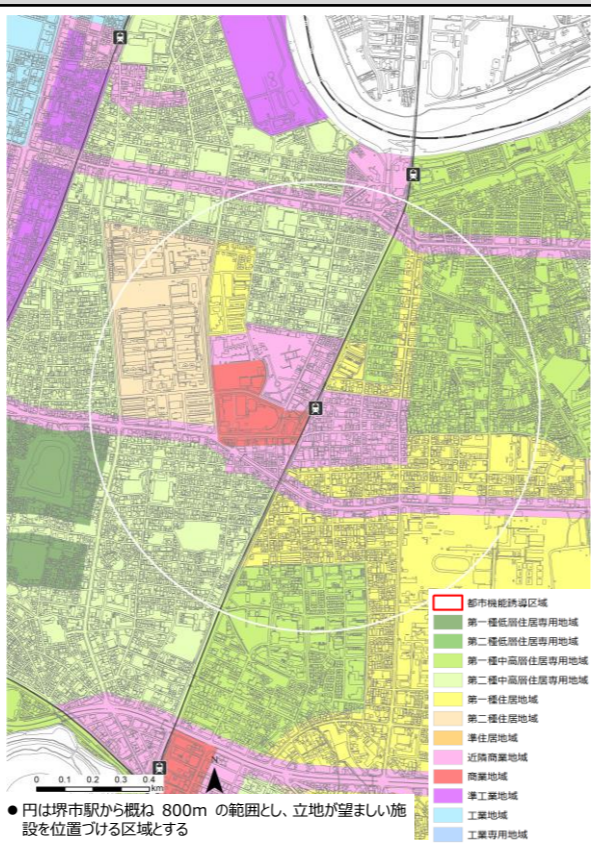 都市機能誘導区域
第一種低層住居専用地域
第二種低層住居専用地域
第一種中高層住居専用地域
第二種中高層住居専用地域
第一種住居地域
第二種住居地域
準住居地域
近隣商業地域
商業地域
準工業地域
工業地域
工業専用地域
N
0 0.1 0.2 0.3 0.4
km
● 円は堺市駅から概ね 800m の範囲とし、立地が望ましい施
設を位置づける区域とする